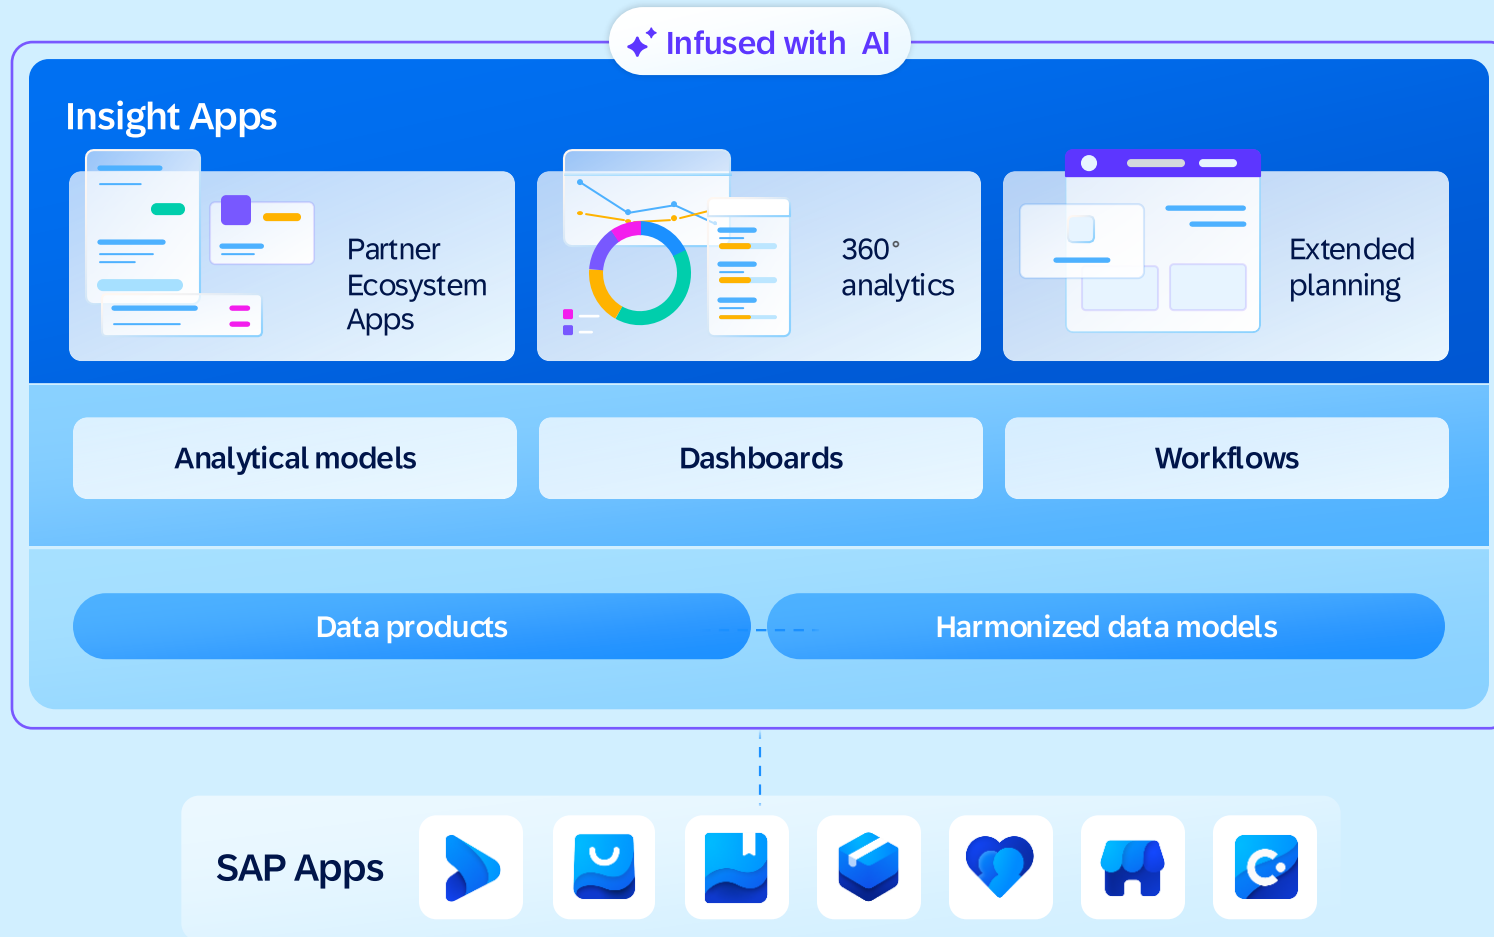 Infused with AI
Insight Apps
Partner
Ecosystem
Apps
360°
analytics
Extended
planning
Analytical models
Dashboards
Workflows
Data products
Harmonized data models
SAP Apps